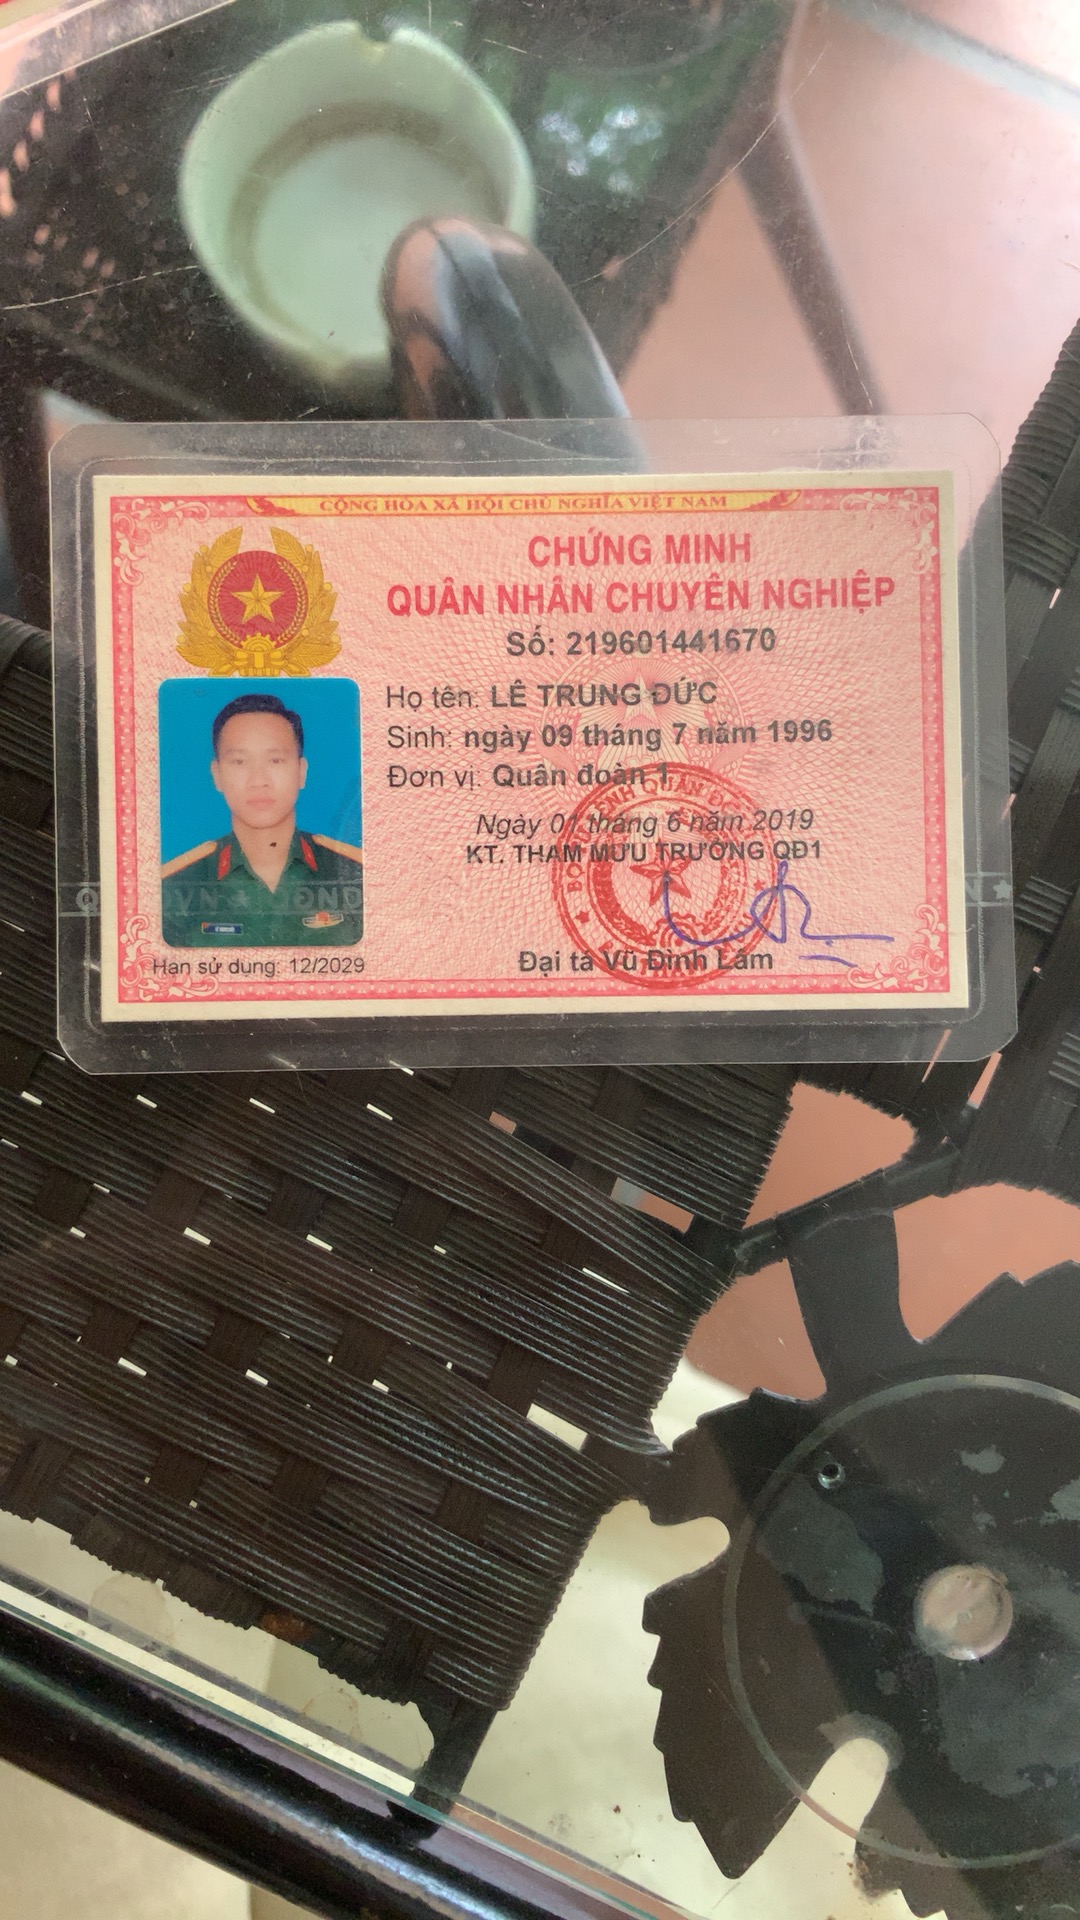 CỘNG HÒA XÃ HỘI CHỦ NGHĨA VIỆT NAM
CHỨNG MINH
QUÂN NHÂN CHUYÊN NGHIỆP
Số: 219601441670
Họ tên: LÊ TRUNG ĐỨC
Sinh: ngày 09 tháng 7 năm 1996
Đơn vị: Quân đoàn 1
Ngày 01 tháng 6 năm 2019
KT. THAM MƯU TRƯỞNG QĐ1
Đại tá Vũ Đình Lâm
Hạn sử dụng: 12/2029